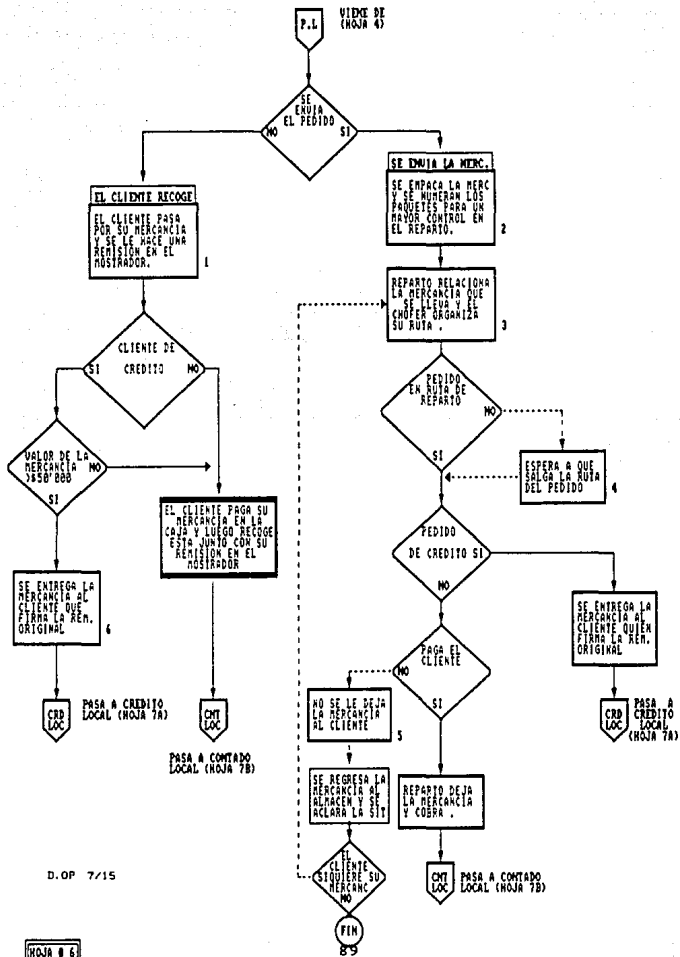 P.L
VIENE DE
(HOJA 4)
SE
ENVIA
EL PEDIDO
NO
SI
EL CLIENTE RECOGE
EL CLIENTE PASA
POR SU MERCANCIA
Y SE LE HACE UNA
REMISIÓN EN EL
MOSTRADOR.
1
SE ENVIA LA MERC.
SE EMPACA LA MERC
Y SE NUMERAN LOS
PAQUETES PARA UN
MAYOR CONTROL EN
EL REPARTO.
2
REPARTO RELACIONA
LA MERCANCIA QUE
SE LLEVA Y EL
CHOFER ORGANIZA
SU RUTA .
3
CLIENTE DE
CREDITO
SI
NO
PEDIDO
EN RUTA DE
REPARTO
NO
SI
VALOR DE LA
MERCANCIA
>$50'000
NO
SI
ESPERA A QUE
SALGA LA RUTA
DEL PEDIDO
4
EL CLIENTE PAGA SU
MERCANCIA EN LA
CAJA Y LUEGO RECOGE
ESTA JUNTO CON SU
REMISION EN EL
MOSTRADOR
PEDIDO
DE CREDITO SI
NO
SE ENTREGA LA
MERCANCIA AL
CLIENTE QUE
FIRMA LA REM.
ORIGINAL
6
SE ENTREGA LA
MERCANCIA AL
CLIENTE QUIEN
FIRMA LA REM.
ORIGINAL
PAGA EL
CLIENTE
NO
SI
NO SE LE DEJA
LA MERCANCIA
AL CLIENTE
5
CRD
LOC
PASA A CREDITO
LOCAL (HOJA 7A)
CNT
LOC
PASA A CONTADO
LOCAL (HOJA 7B)
CRD
LOC
PASA A
CREDITO
LOCAL
(HOJA 7A)
SE REGRESA LA
MERCANCIA AL
ALMACEN Y SE
ACLARA LA SIT
REPARTO DEJA
LA MERCANCIA
Y COBRA .
EL
CLIENTE
SIQUIERE SU
MERCANC
NO
CNT
LOC
PASA A CONTADO
LOCAL (HOJA 7B)
FIN
89
D.OP 7/15
HOJA # 6